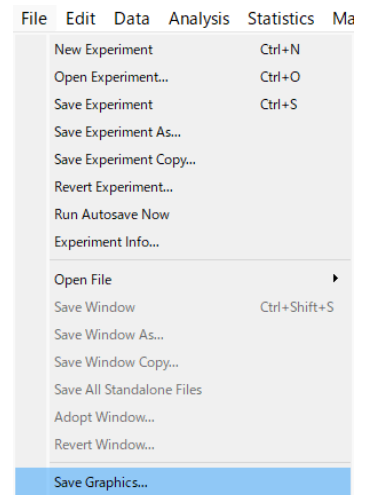 File Edit Data Analysis Statistics Ma
New Experiment Ctrl+N
Open Experiment... Ctrl+O
Save Experiment Ctrl+S
Save Experiment As...
Save Experiment Copy...
Revert Experiment...
Run Autosave Now
Experiment Info...
Open File
Save Window Ctrl+Shift+S
Save Window As...
Save Window Copy...
Save All Standalone Files
Adopt Window...
Revert Window...
Save Graphics...